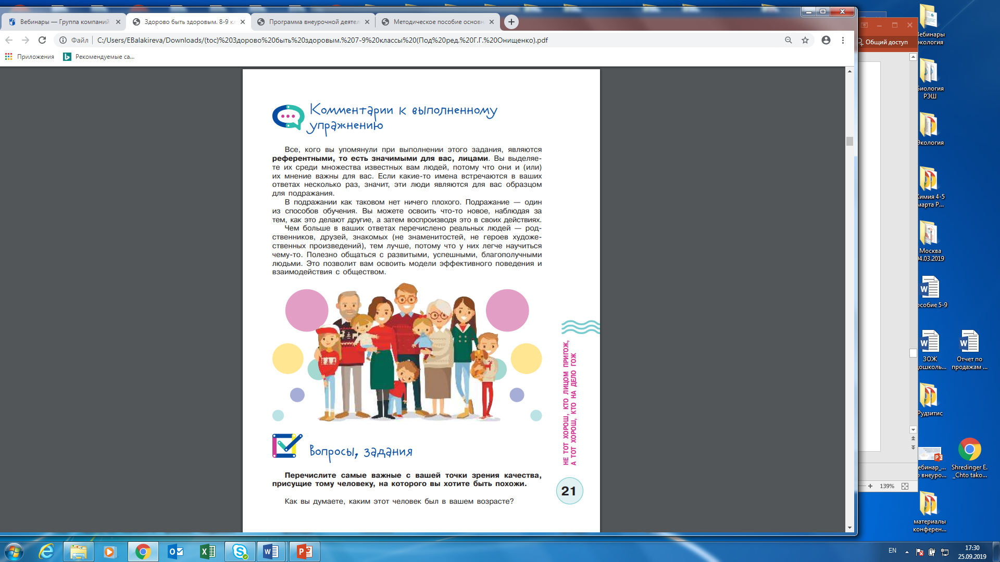 Вебинары — Группа компаний
Здорово быть здоровым. 8-9 кл
Программа внеурочной деятел
Методическое пособие основн
Файл
C:/Users/EBalakireva/Downloads/(toc)%203дорово%20быть%20здоровым.%207-9%20классы%20(Под%20ред.%20Г.Г.%20Онищенко).pdf
Приложения
Рекомендуемые са...
Общий доступ
Комментарии к выполненному
упражнению
Все, кого вы упомянули при выполнении этого задания, являются
референтными, то есть значимыми для вас, лицами. Вы выделяе-
те их среди множества известных вам людей, потому что они и (или)
их мнение важны для вас. Если какие-то имена встречаются в ваших
ответах несколько раз, значит, эти люди являются для вас образцом
для подражания.
В подражании как таковом нет ничего плохого. Подражание — один
из способов обучения. Вы можете освоить что-то новое, наблюдая за
тем, как это делают другие, а затем воспроизводя это в своих действиях.
Чем больше в ваших ответах перечислено реальных людей — род-
ственников, друзей, знакомых (не знаменитостей, не героев художе-
ственных произведений), тем лучше, потому что у них легче научиться
чему-то. Полезно общаться с развитыми, успешными, благополучными
людьми. Это позволит вам освоить модели эффективного поведения и
взаимодействия с обществом.
НЕ ТОТ ХОРОШ, КТО ЛИЦОМ ПРИГОЖ,
А ТОТ ХОРОШ, КТО НА ДЕЛО ГОЖ
Вопросы, задания
Перечислите самые важные с вашей точки зрения качества,
присущие тому человеку, на которого вы хотите быть похожи.
21
Как вы думаете, каким этот человек был в вашем возрасте?
139%
Вебинары
экология
биология
РЭШ
Экология
Химия 4-5
марта Р...
Москва
04.03.2019
пособие 5-9
ЗОЖ
дошколь...
Отчет по
продажам ...
Рудзитис
вебинар_...
о внеуро...
Shredinger E.
_Chto tako...
материалы
конферен...
EN
17:30
25.09.2019